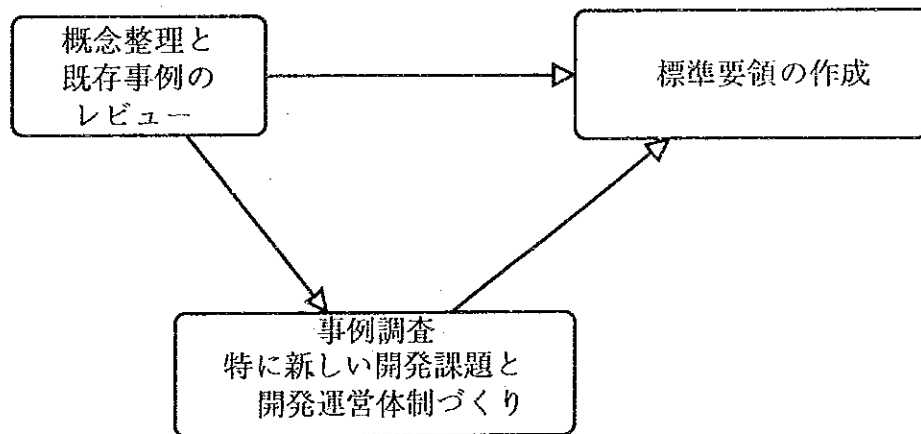 概念整理と
既存事例の
レビュー
標準要領の作成
事例調査
特に新しい開発課題と
開発運営体制づくり